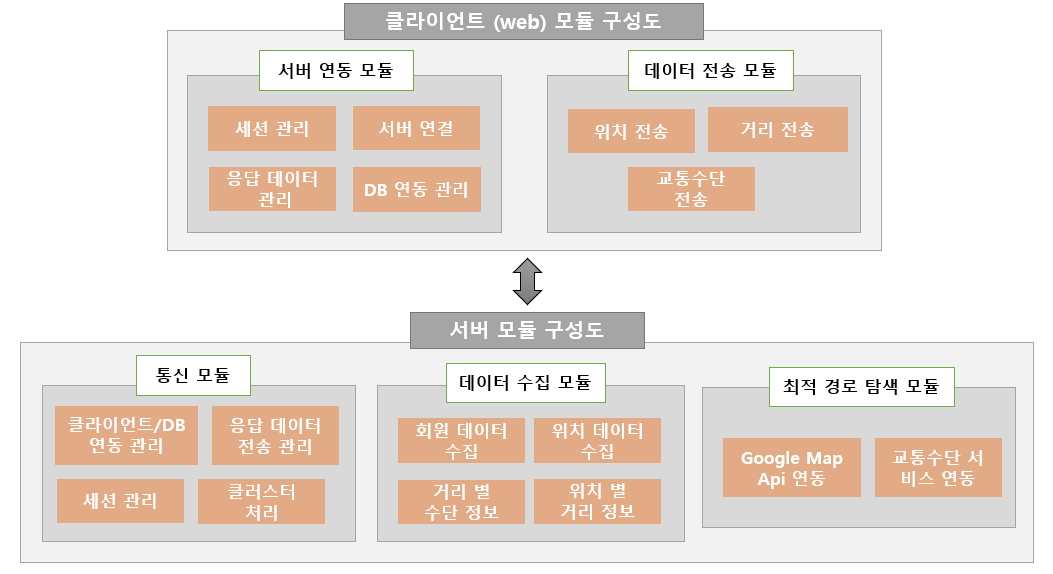 클라이언트 (web) 모듈 구성도
서버 연동 모듈
세션 관리
서버 연결
응답 데이터
관리
DB 연동 관리
데이터 전송 모듈
위치 전송
거리 전송
교통수단
전송
서버 모듈 구성도
통신 모듈
클라이언트/DB
연동 관리
응답 데이터
전송 관리
세션 관리
클러스터
처리
데이터 수집 모듈
회원 데이터
수집
위치 데이터
수집
거리 별
수단 정보
위치 별
거리 정보
최적 경로 탐색 모듈
Google Map
Api 연동
교통수단 서
비스 연동